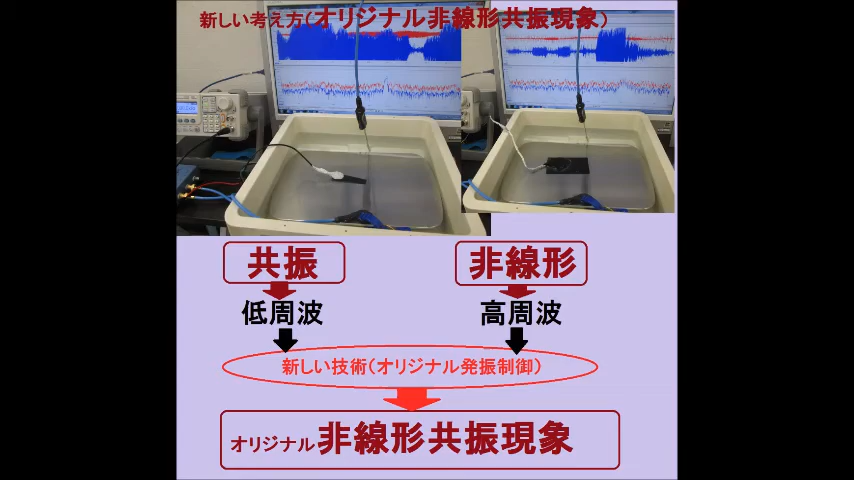 新しい考え方(オリジナル非線形共振現象)
共振 非線形
低周波 高周波
新しい技術(オリジナル発振制御)
オリジナル非線形共振現象